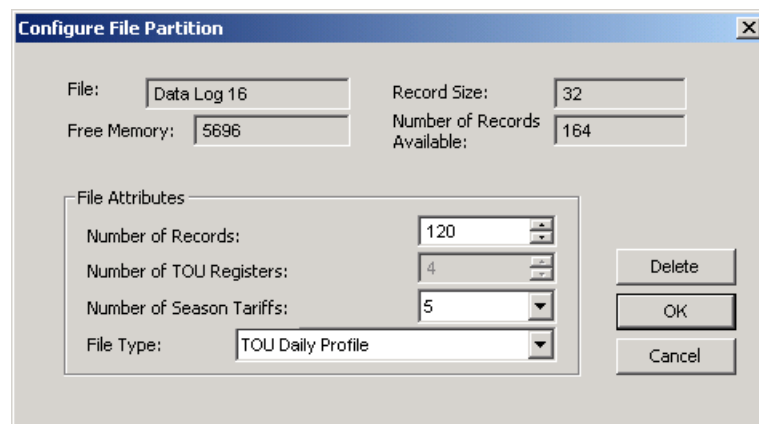 Configure File Partition
File: Data Log 16
Record Size: 32
Free Memory: 5696
Number of Records
Available: 164
File Attributes
Number of Records: 120
Number of TOU Registers: 4
Number of Season Tariffs: 5
File Type: TOU Daily Profile
Delete
OK
Cancel